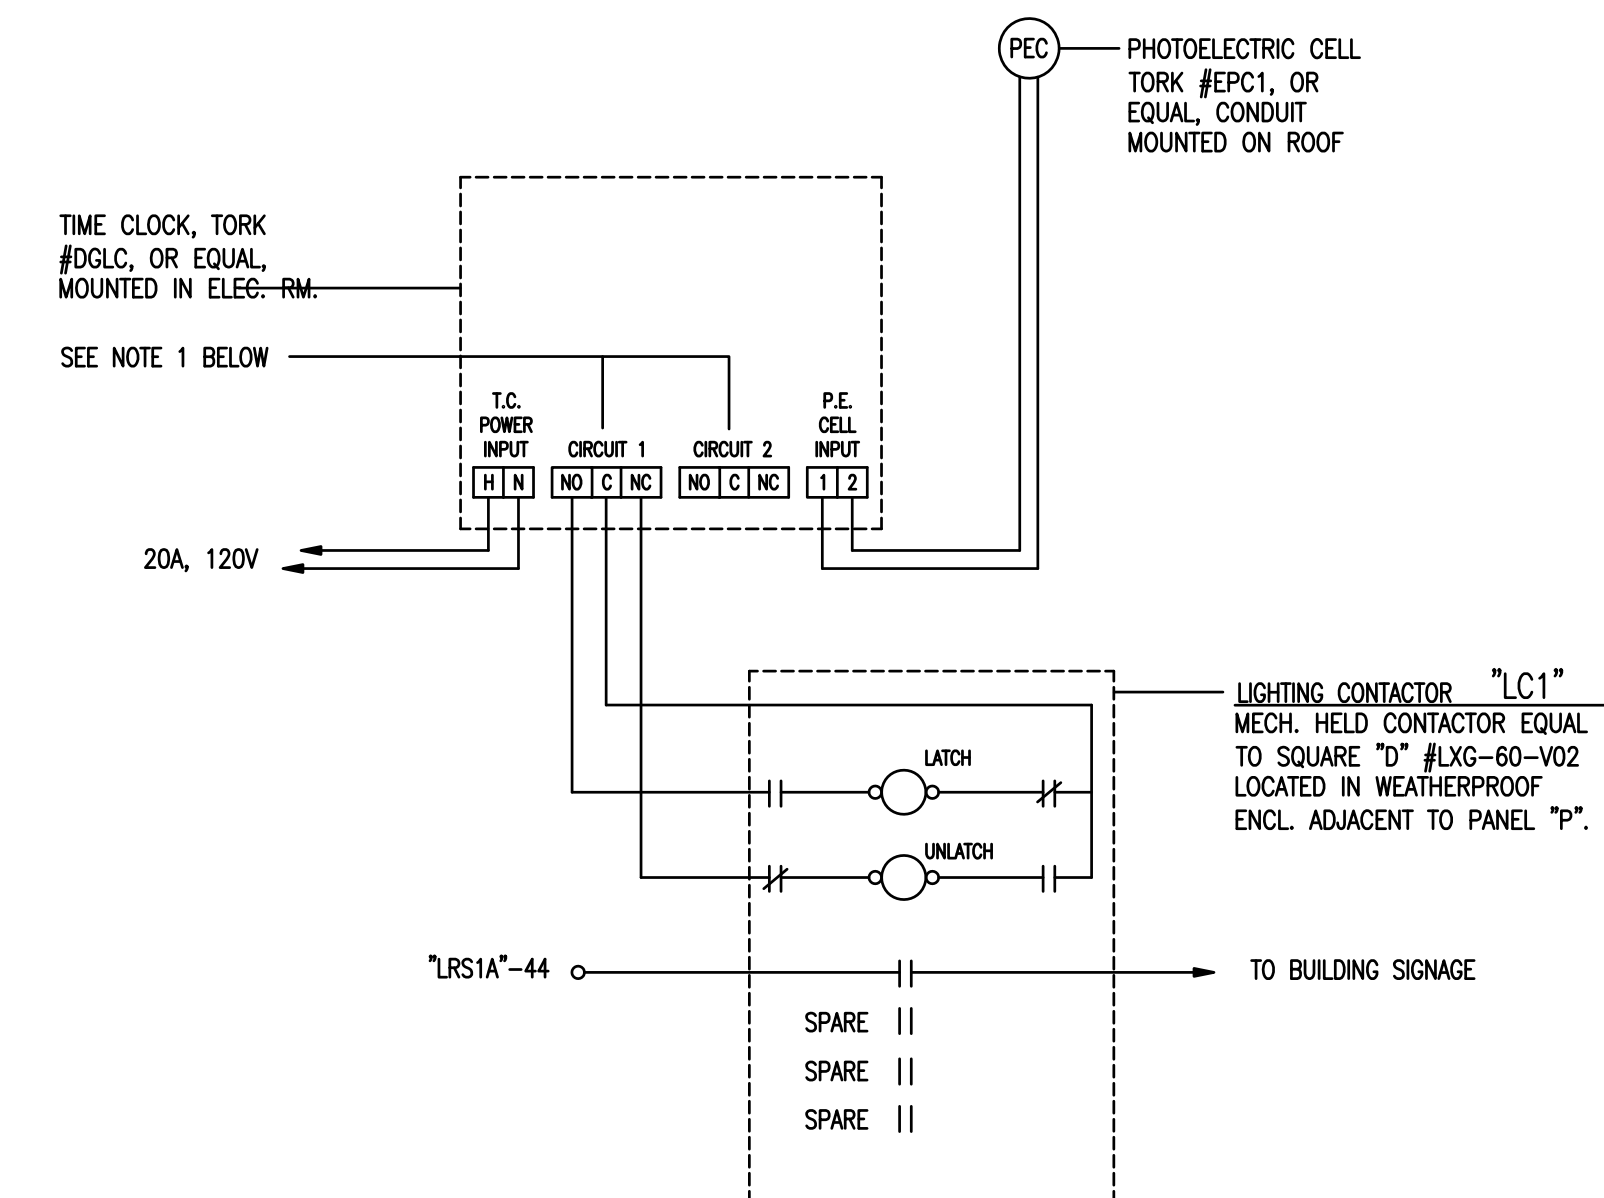 PEC
PHOTOELECTRIC CELL
TORK #EPC1, OR
EQUAL, CONDUIT
MOUNTED ON ROOF
TIME CLOCK, TORK
#DGLC, OR EQUAL,
MOUNTED IN ELEC. RM.
SEE NOTE 1 BELOW
T.C.
POWER
INPUT
H N
CIRCUIT 1
NO C NC
CIRCUIT 2
NO C NC
P.E.
CELL
INPUT
1 2
20A, 120V
LIGHTING CONTACTOR "LC1"
MECH. HELD CONTACTOR EQUAL
TO SQUARE "D" #LXG-60-V02
LOCATED IN WEATHERPROOF
ENCL. ADJACENT TO PANEL "P".
LATCH
UNLATCH
"LRS1A"-44
TO BUILDING SIGNAGE
SPARE
SPARE
SPARE